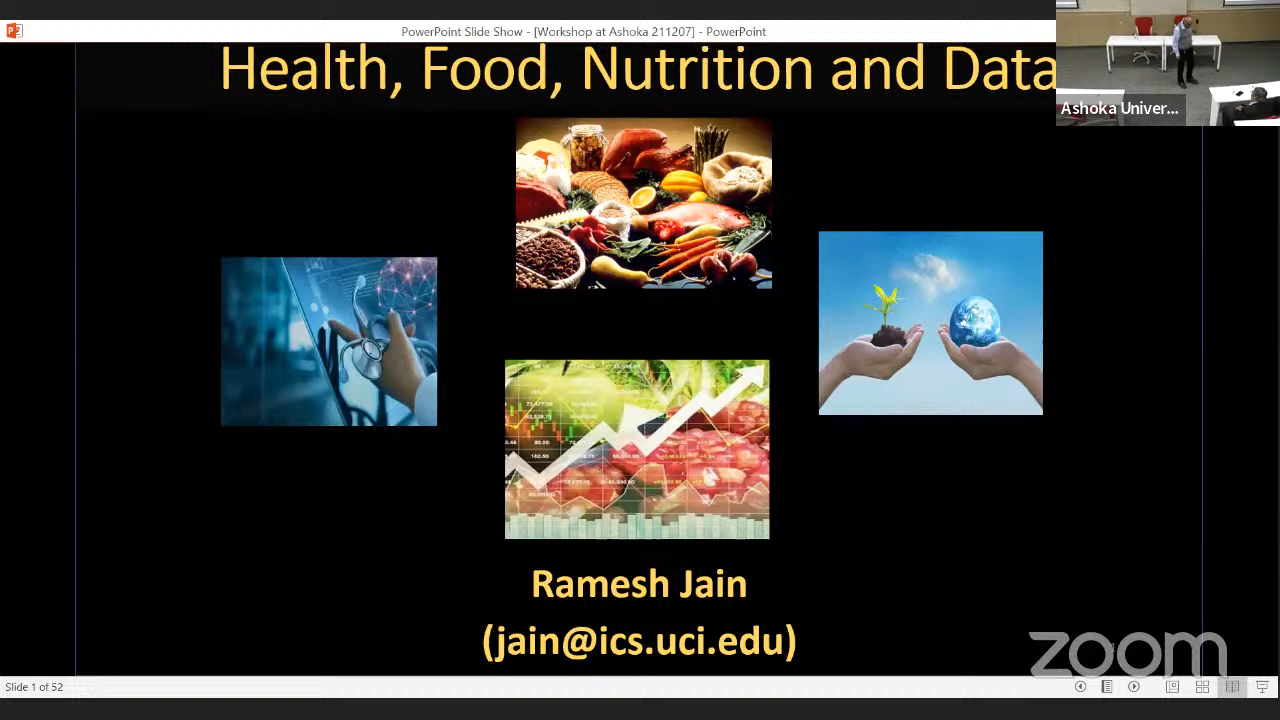 PowerPoint Slide Show - [Workshop at Ashoka 211207] - PowerPoint
Health, Food, Nutrition and Data
Ashoka Univer...
Ramesh Jain
(jain@ics.uci.edu)
zoom
Slide 1 of 52